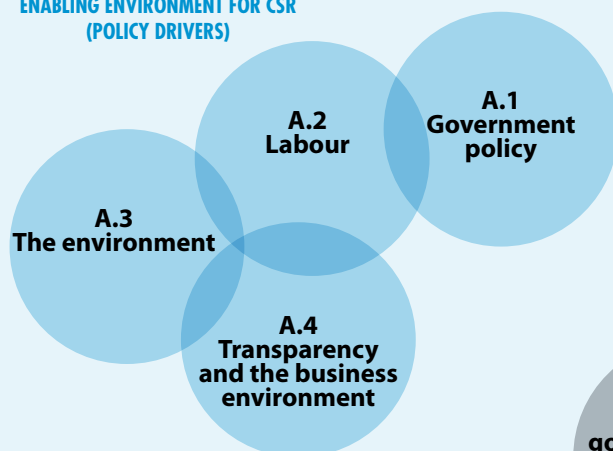 ENABLING ENVIRONMENT FOR CSR
(POLICY DRIVERS)
A.1
Government
policy
A.2
Labour
A.3
The environment
A.4
Transparency
and the business
environment